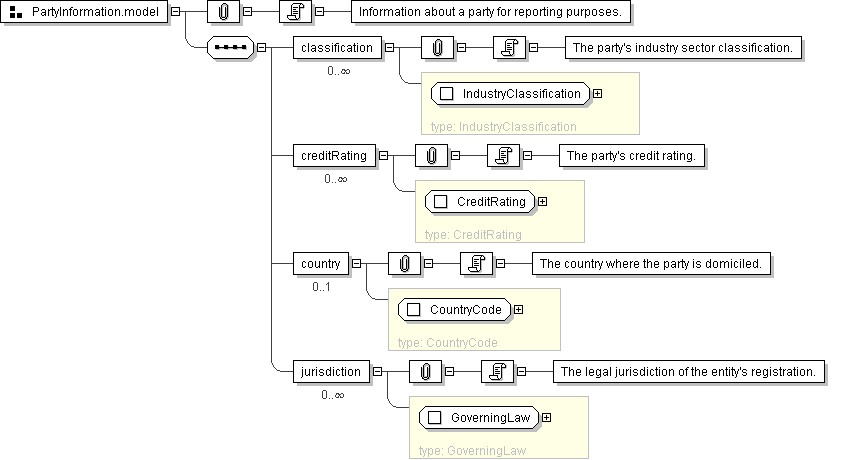 PartyInformation.model
Information about a party for reporting purposes.
classification
The party's industry sector classification.
0..∞
IndustryClassification
type: IndustryClassification
creditRating
The party's credit rating.
0..∞
CreditRating
type: CreditRating
country
The country where the party is domiciled.
0..1
CountryCode
type: CountryCode
jurisdiction
The legal jurisdiction of the entity's registration.
0..∞
GoverningLaw
type: GoverningLaw